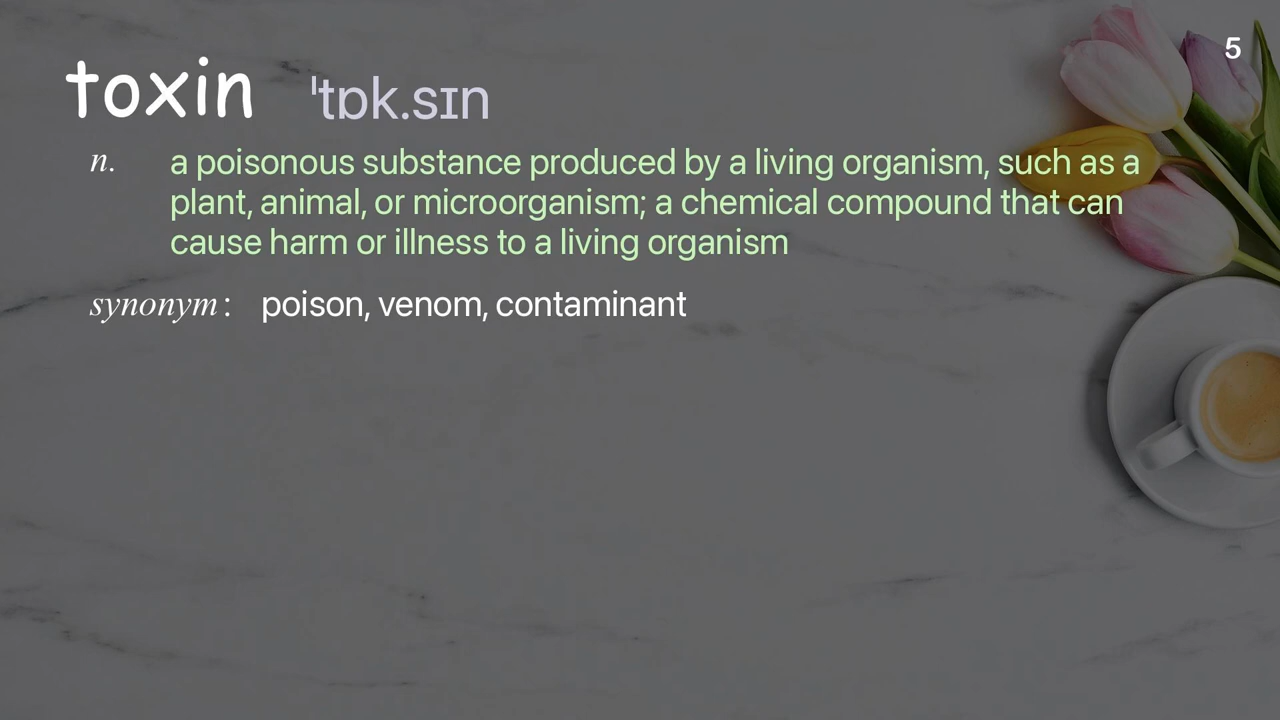 5
toxin ˈtɒk.sɪn
n. a poisonous substance produced by a living organism, such as a
plant, animal, or microorganism; a chemical compound that can
cause harm or illness to a living organism
synonym: poison, venom, contaminant